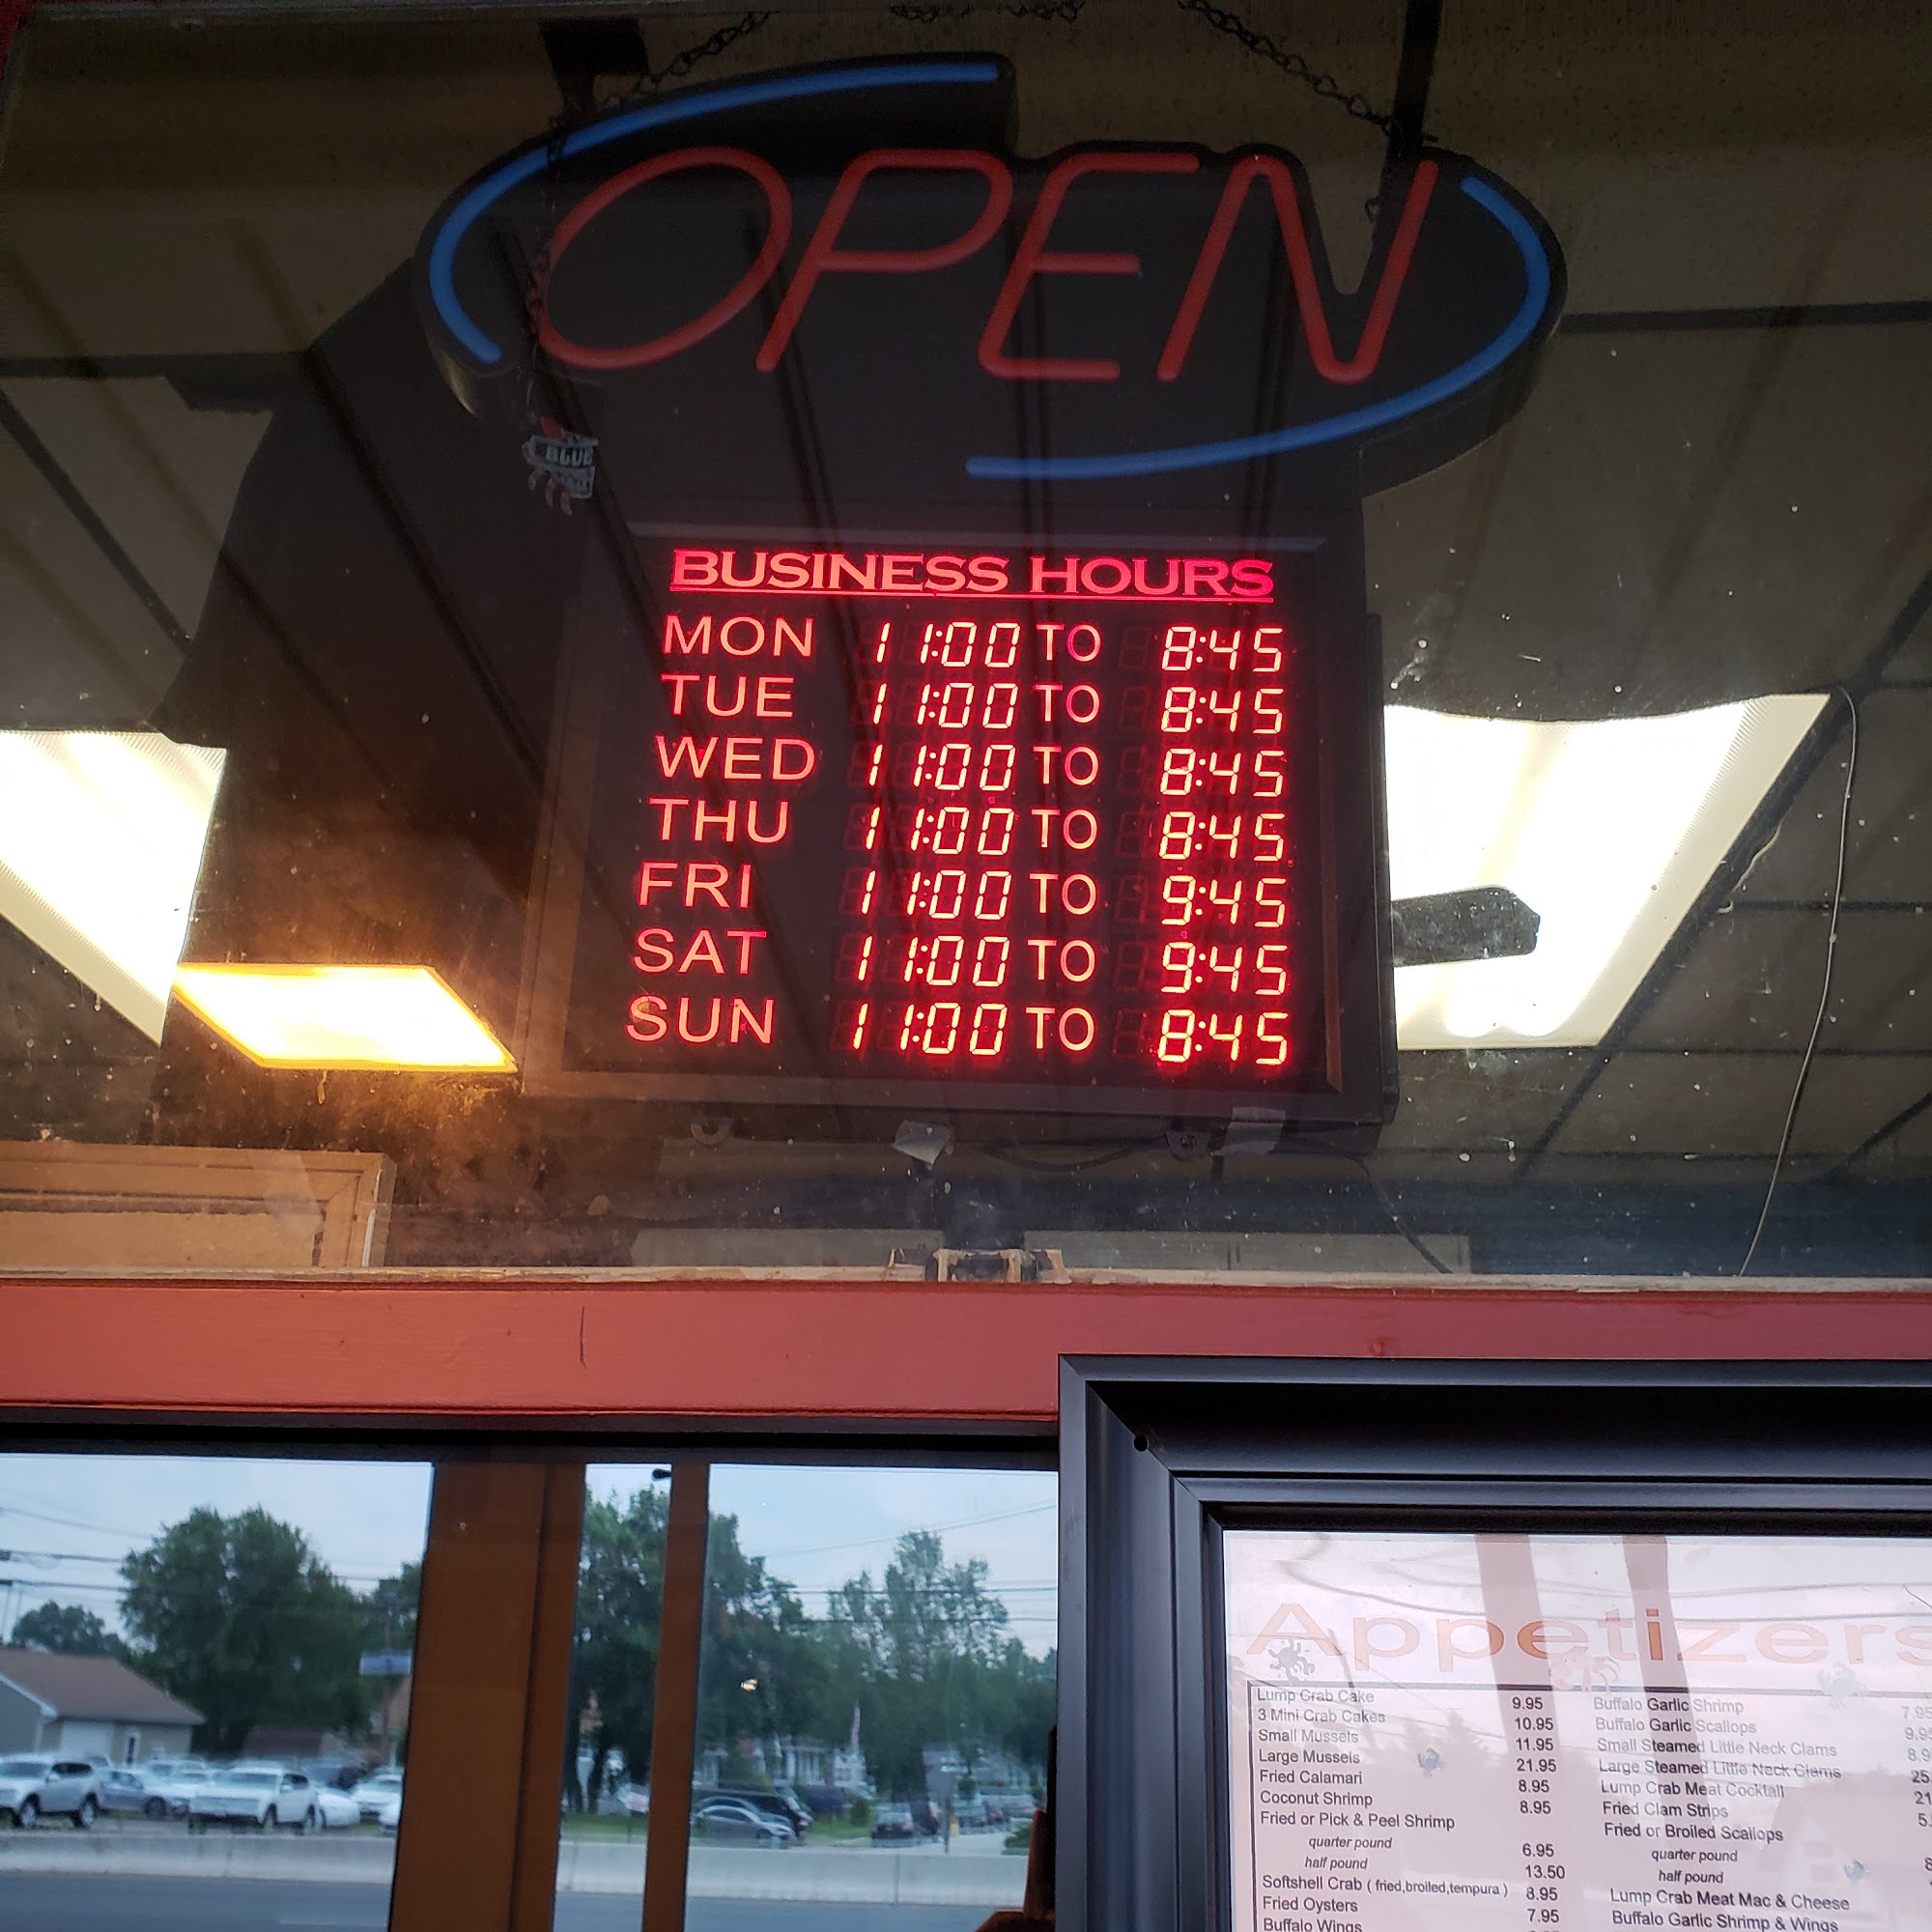 OPEN
BLUE
BUSINESS HOURS
MON 11:00 TO 8:45
TUE 11:00 TO 8:45
WED 11:00 TO 8:45
THU 11:00 TO 8:45
FRI 11:00 TO 9:45
SAT 11:00 TO 9:45
SUN 11:00 TO 8:45
Appetizers
Lump Crab Cake 9.95
3 Mini Crab Cakes 10.95
Small Mussels 11.95
Large Mussels 21.95
Fried Calamari 8.95
Coconut Shrimp 8.95
Fried or Pick & Peel Shrimp
quarter pound 6.95
half pound 13.50
Softshell Crab ( fried,broiled,tempura ) 8.95
Fried Oysters 7.95
Buffalo Wings
Buffalo Garlic Shrimp 7.95
Buffalo Garlic Scallops
Small Steamed Little Neck Clams
Large Steamed Little Neck Clams
Lump Crab Meat Cocktail
Fried Clam Strips
Fried or Broiled Scallops
quarter pound
half pound
Lump Crab Meat Mac & Cheese
Buffalo Garlic Shrimp & Wings